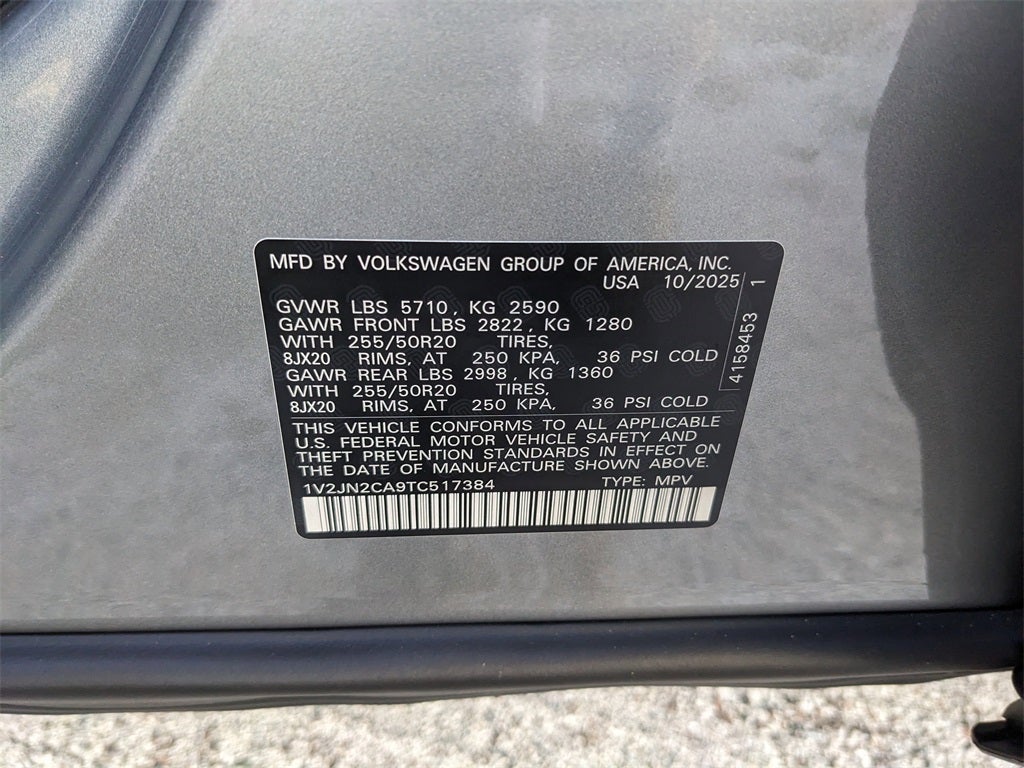 MFD BY VOLKSWAGEN GROUP OF AMERICA, INC.
USA 10/2025
GVWR LBS 5710, KG 2590
GAWR FRONT LBS 2822, KG 1280
WITH 255/50R20 TIRES,
8JX20 RIMS, AT 250 KPA, 36 PSI COLD
GAWR REAR LBS 2998, KG 1360
WITH 255/50R20 TIRES,
8JX20 RIMS, AT 250 KPA, 36 PSI COLD
THIS VEHICLE CONFORMS TO ALL APPLICABLE
U.S. FEDERAL MOTOR VEHICLE SAFETY AND
THEFT PREVENTION STANDARDS IN EFFECT ON
THE DATE OF MANUFACTURE SHOWN ABOVE.
1V2JN2CA9TC517384 TYPE: MPV
4158453 1